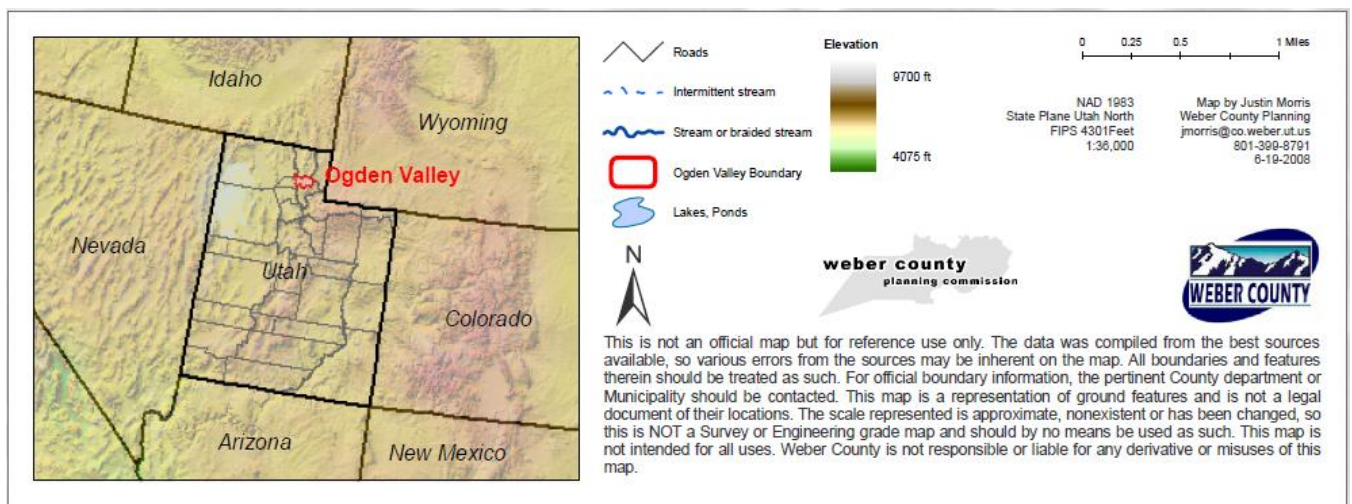 Idaho
Wyoming
Ogden Valley
Nevada
Utah
Colorado
Arizona
New Mexico
Roads
Intermittent stream
Stream or braided stream
Ogden Valley Boundary
Lakes, Ponds
Elevation
9700 ft
4075 ft
0 0.25 0.5 1 Miles
NAD 1983
State Plane Utah North
FIPS 4301Feet
1:36,000
Map by Justin Morris
Weber County Planning
jmorris@co.weber.ut.us
801-399-8791
6-19-2008
N
weber county
planning commission
WEBER COUNTY
This is not an official map but for reference use only. The data was compiled from the best sources
available, so various errors from the sources may be inherent on the map. All boundaries and features
therein should be treated as such. For official boundary information, the pertinent County department or
Municipality should be contacted. This map is a representation of ground features and is not a legal
document of their locations. The scale represented is approximate, nonexistent or has been changed, so
this is NOT a Survey or Engineering grade map and should by no means be used as such. This map is
not intended for all uses. Weber County is not responsible or liable for any derivative or misuses of this
map.